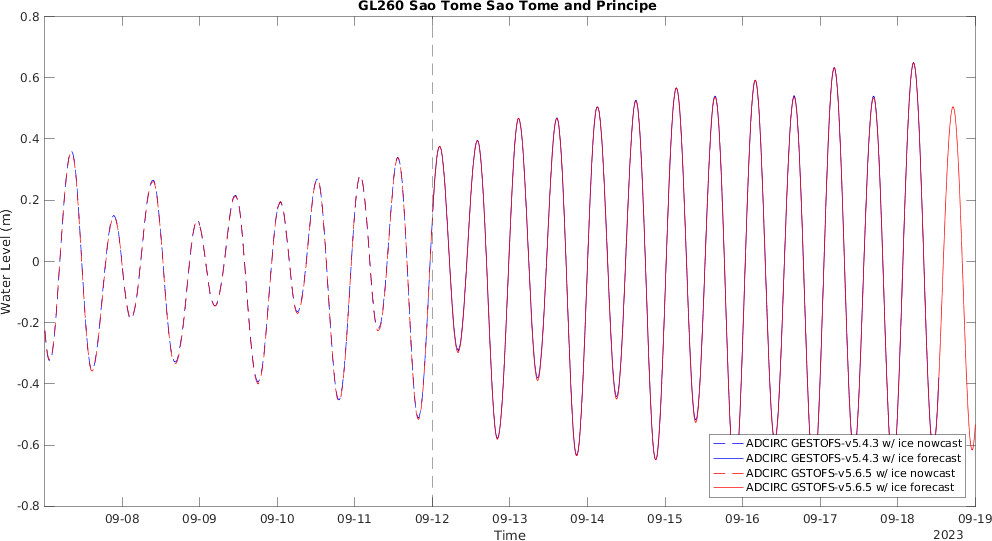 GL260 Sao Tome Sao Tome and Principe
0.8
0.6
0.4
0.2
0
-0.2
-0.4
-0.6
-0.8
Water Level (m)
ADCIRC GESTOFS-v5.4.3 w/ ice nowcast
ADCIRC GESTOFS-v5.4.3 w/ ice forecast
ADCIRC GSTOFS-v5.6.5 w/ ice nowcast
ADCIRC GSTOFS-v5.6.5 w/ ice forecast
09-08 09-09 09-10 09-11 09-12 09-13 09-14 09-15 09-16 09-17 09-18 09-19
Time
2023